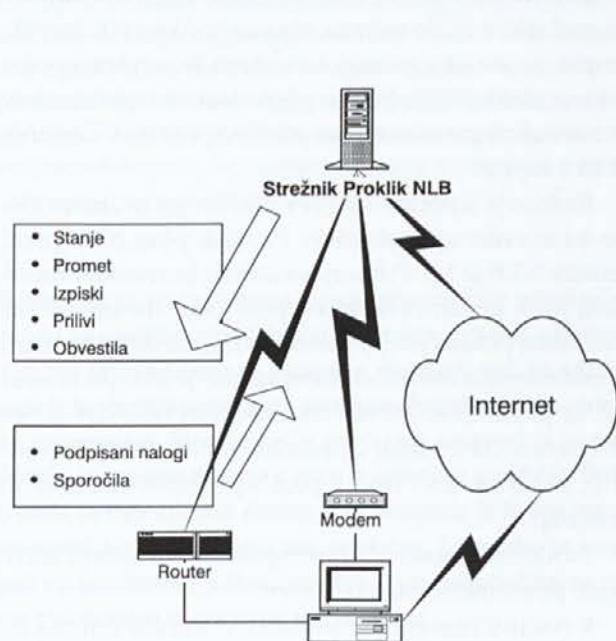 Strežnik Proklik NLB
• Stanje
• Promet
• Izpiski
• Prilivi
• Obvestila
Internet
• Podpisani nalogi
• Sporočila
Modem
Router